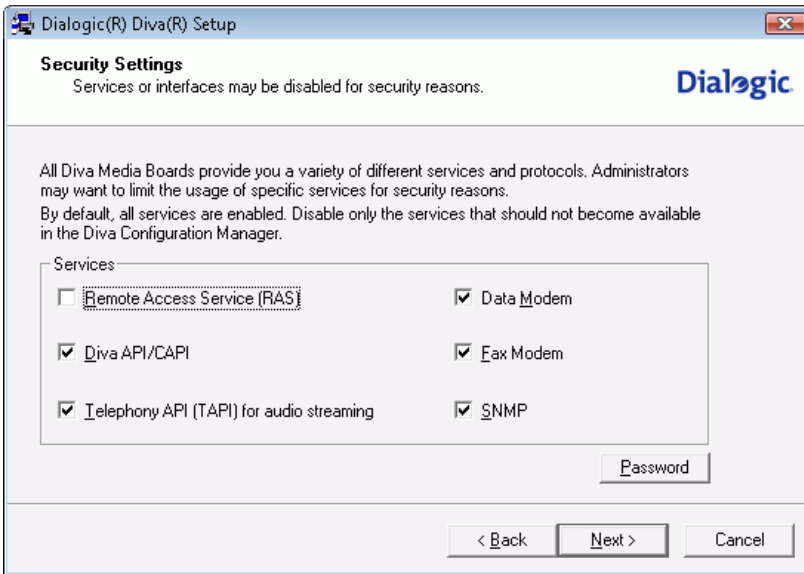 Dialogic(R) Diva(R) Setup
Security Settings
Services or interfaces may be disabled for security reasons.
Dialogic.
All Diva Media Boards provide you a variety of different services and protocols. Administrators
may want to limit the usage of specific services for security reasons.
By default, all services are enabled. Disable only the services that should not become available
in the Diva Configuration Manager.
Services
Remote Access Service (RAS)
Data Modem
Diva API/CAPI
Fax Modem
Telephony API (TAPI) for audio streaming
SNMP
Password
< Back
Next >
Cancel